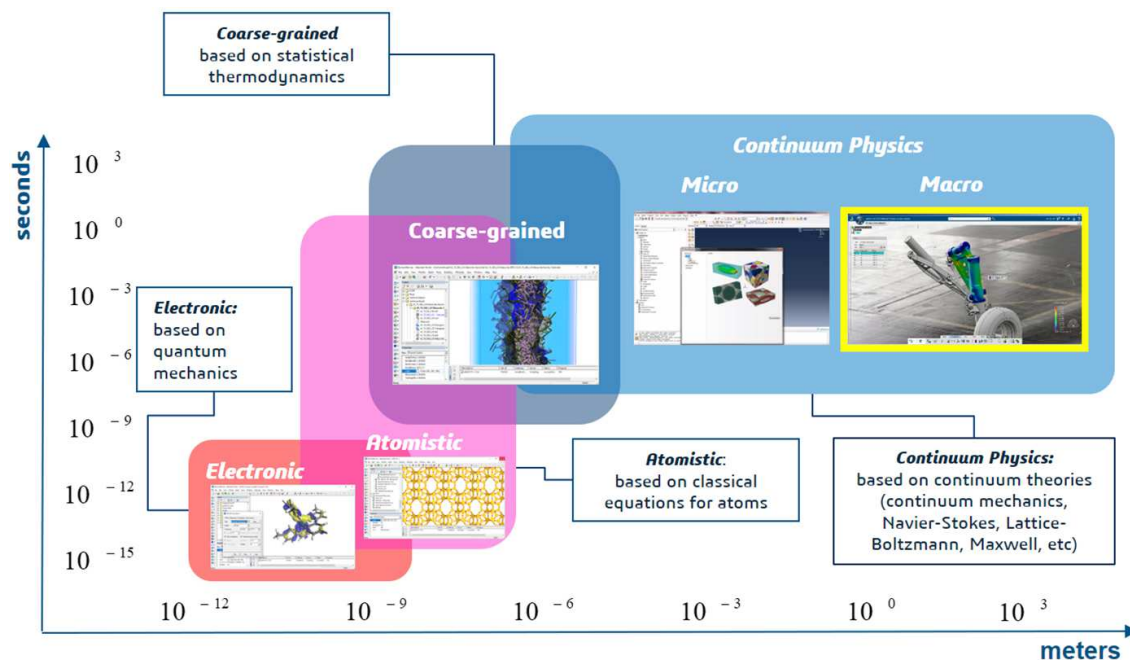 Coarse-grained
based on statistical
thermodynamics
seconds
10 3
10 0
10 −3
10 −6
10 −9
10 −12
10 −15
Continuum Physics
Micro
Macro
Coarse-grained
Electronic:
based on
quantum
mechanics
Atomistic
Electronic
Atomistic:
based on classical
equations for atoms
Continuum Physics:
based on continuum theories
(continuum mechanics,
Navier-Stokes, Lattice-
Boltzmann, Maxwell, etc)
10 −12
10 −9
10 −6
10 −3
10 0
10 3
meters